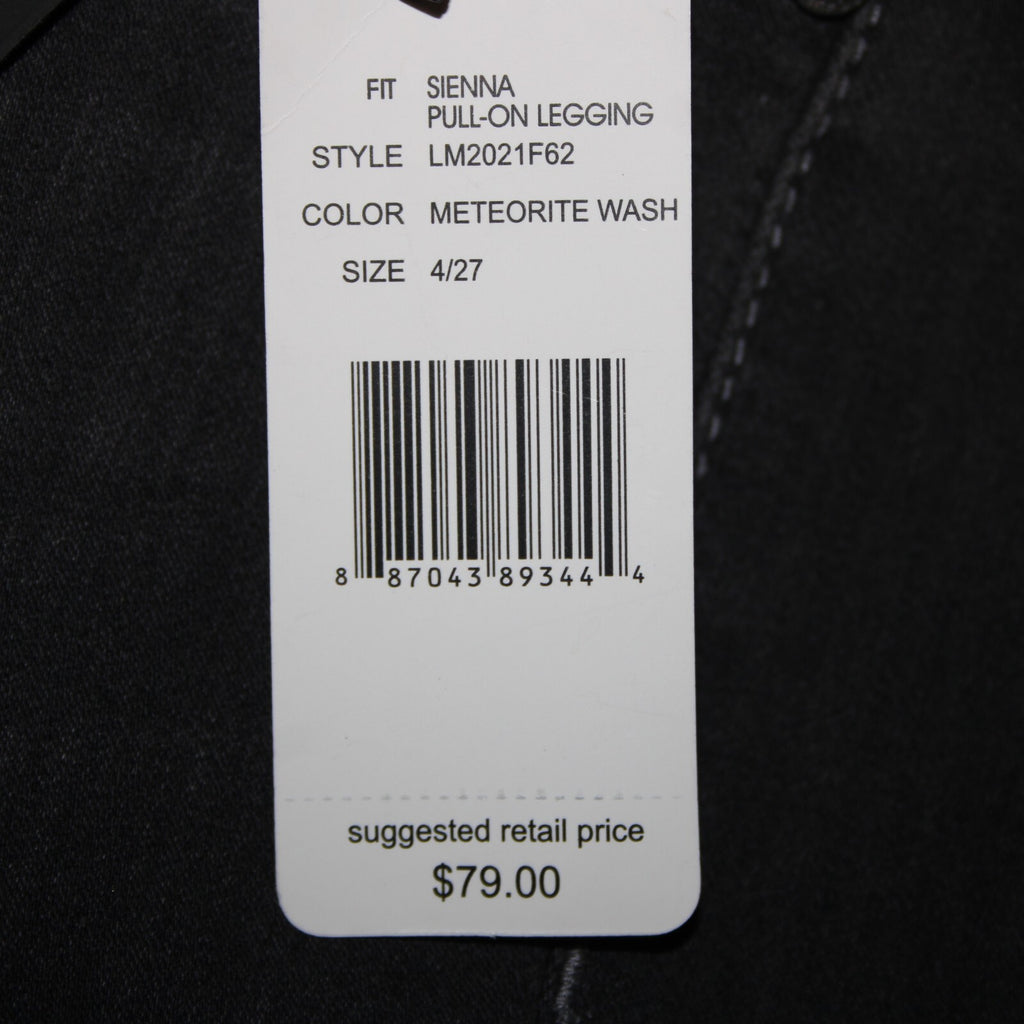 FIT SIENNA
PULL-ON LEGGING
STYLE LM2021F62
COLOR METEORITE WASH
SIZE 4/27
8 87043 89344 4
suggested retail price
$79.00